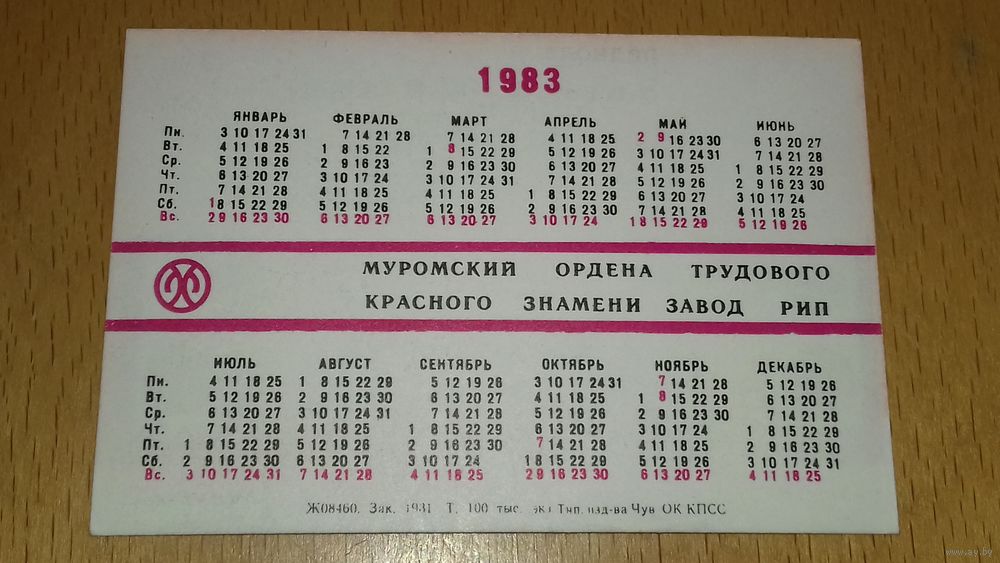 1983
ЯНВАРЬ ФЕВРАЛЬ МАРТ АПРЕЛЬ МАЙ ИЮНЬ
Пн. 3 10 17 24 31 7 14 21 28 7 14 21 28 4 11 18 25 2 9 16 23 30 6 13 20 27
Вт. 4 11 18 25 1 8 15 22 1 8 15 22 29 5 12 19 26 3 10 17 24 31 7 14 21 28
Ср. 5 12 19 26 2 9 16 23 2 9 16 23 30 6 13 20 27 4 11 18 25 1 8 15 22 29
Чт. 6 13 20 27 3 10 17 24 3 10 17 24 31 7 14 21 28 5 12 19 26 2 9 16 23 30
Пт. 7 14 21 28 4 11 18 25 4 11 18 25 1 8 15 22 29 6 13 20 27 3 10 17 24
Сб. 1 8 15 22 29 5 12 19 26 5 12 19 26 2 9 16 23 30 7 14 21 28 4 11 18 25
Вс. 2 9 16 23 30 6 13 20 27 6 13 20 27 3 10 17 24 1 8 15 22 29 5 12 19 26
МУРОМСКИЙ ОРДЕНА ТРУДОВОГО
КРАСНОГО ЗНАМЕНИ ЗАВОД РИП
ИЮЛЬ АВГУСТ СЕНТЯБРЬ ОКТЯБРЬ НОЯБРЬ ДЕКАБРЬ
Пн. 4 11 18 25 1 8 15 22 29 5 12 19 26 3 10 17 24 31 7 14 21 28 5 12 19 26
Вт. 5 12 19 26 2 9 16 23 30 6 13 20 27 4 11 18 25 1 8 15 22 29 6 13 20 27
Ср. 6 13 20 27 3 10 17 24 31 7 14 21 28 5 12 19 26 2 9 16 23 30 7 14 21 28
Чт. 7 14 21 28 4 11 18 25 1 8 15 22 29 6 13 20 27 3 10 17 24 1 8 15 22 29
Пт. 1 8 15 22 29 5 12 19 26 2 9 16 23 30 7 14 21 28 4 11 18 25 2 9 16 23 30
Сб. 2 9 16 23 30 6 13 20 27 3 10 17 24 1 8 15 22 29 5 12 19 26 3 10 17 24 31
Вс. 3 10 17 24 31 7 14 21 28 4 11 18 25 2 9 16 23 30 6 13 20 27 4 11 18 25
Ж08460. Зак. 1931 Т. 100 тыс. экз Тип. изд-ва Чув ОК КПСС
www.ay.by